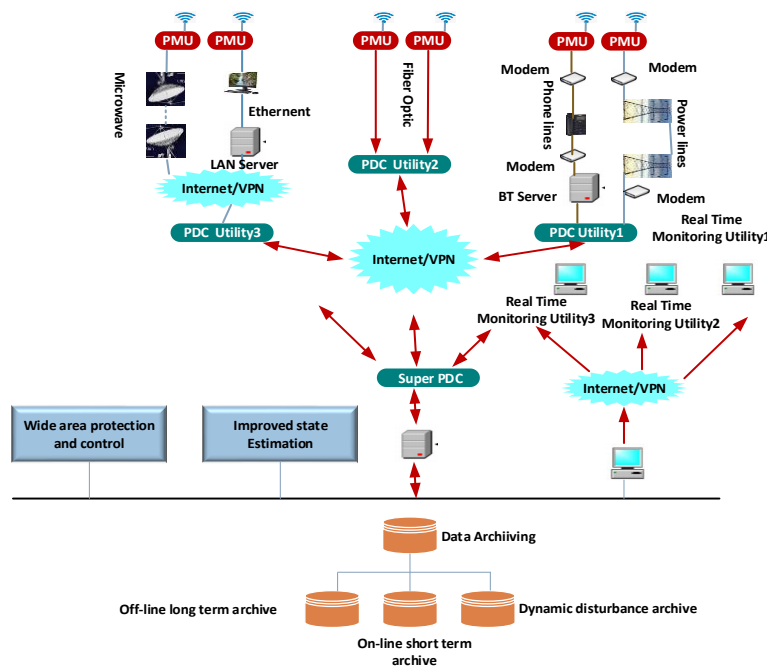 PMU
PMU
PMU
PMU
PMU
PMU
Microwave
Ethernent
LAN Server
Internet/VPN
PDC Utility3
Fiber Optic
PDC Utility2
Internet/VPN
Modem
Modem
Phone lines
Power lines
Modem
BT Server
Modem
PDC Utility1
Real Time
Monitoring Utility1
Real Time
Monitoring Utility3
Real Time
Monitoring Utility2
Internet/VPN
Super PDC
Wide area protection
and control
Improved state
Estimation
Data Archiiving
Off-line long term archive
On-line short term
archive
Dynamic disturbance archive